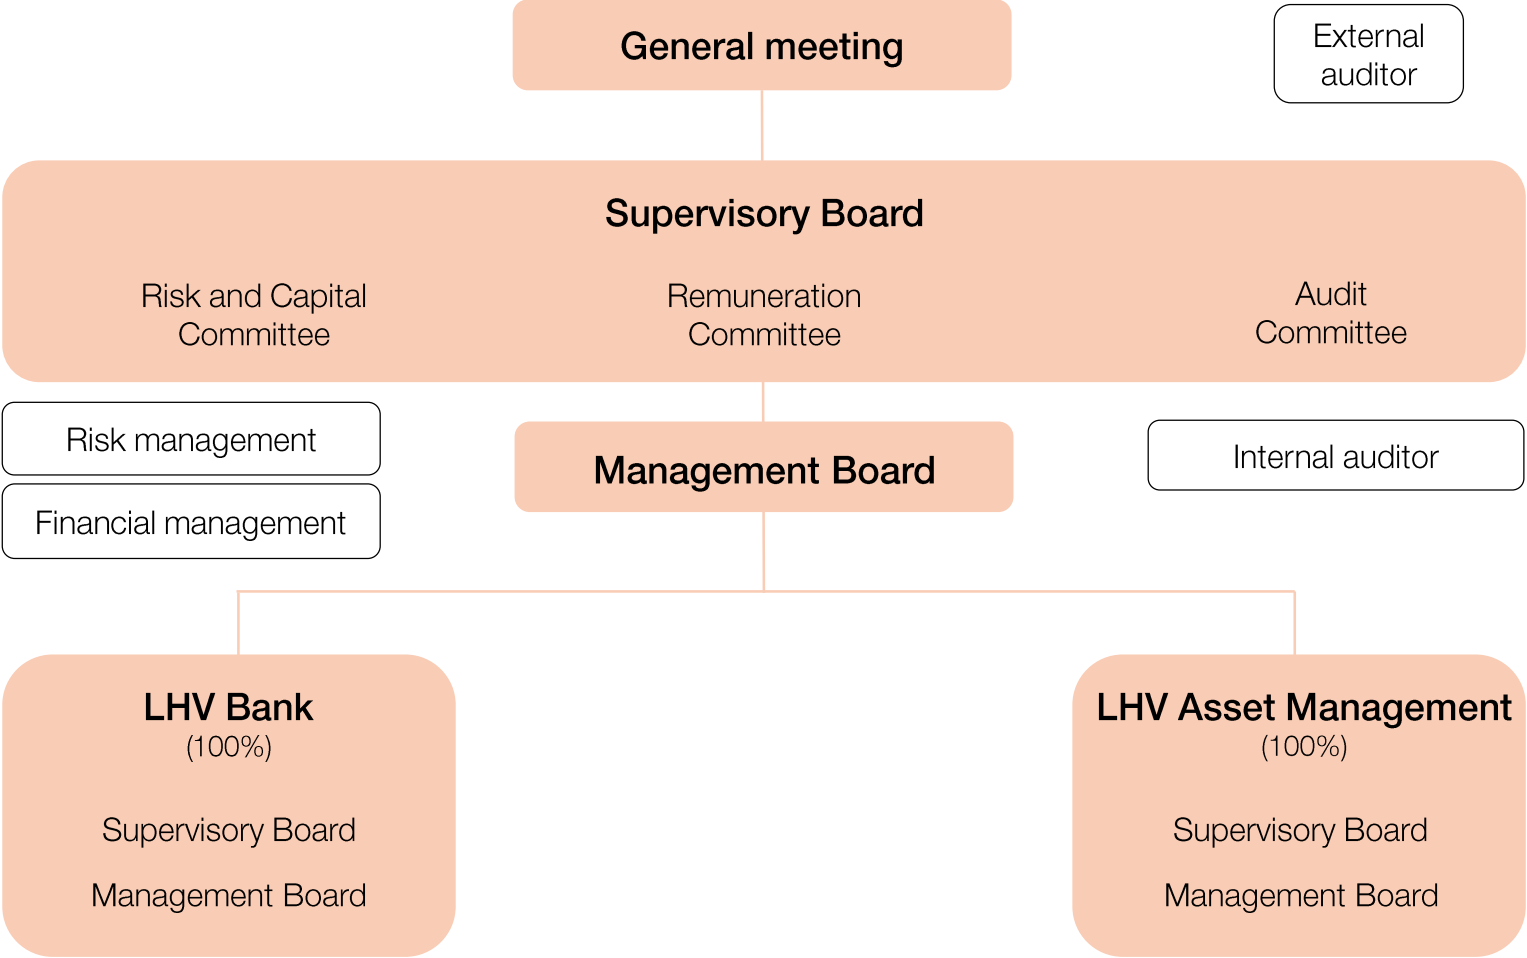 General meeting
External
auditor
Supervisory Board
Risk and Capital
Committee
Remuneration
Committee
Audit
Committee
Risk management
Financial management
Management Board
Internal auditor
LHV Bank
(100%)
Supervisory Board
Management Board
LHV Asset Management
(100%)
Supervisory Board
Management Board